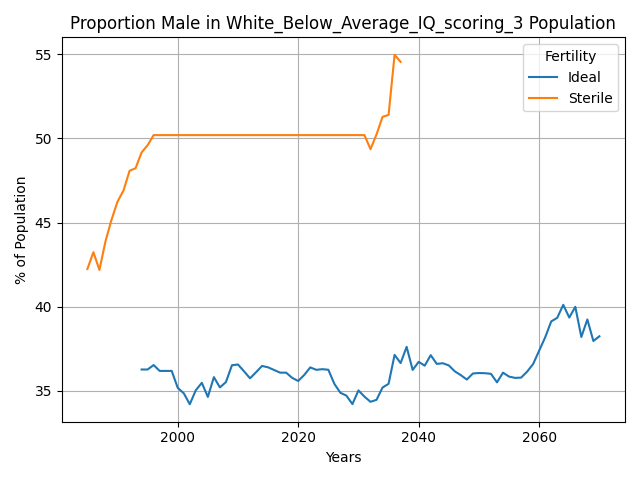 Proportion Male in White_Below_Average_IQ_scoring_3 Population
55
50
45
40
35
% of Population
2000
2020
2040
2060
Years
Fertility
Ideal
Sterile